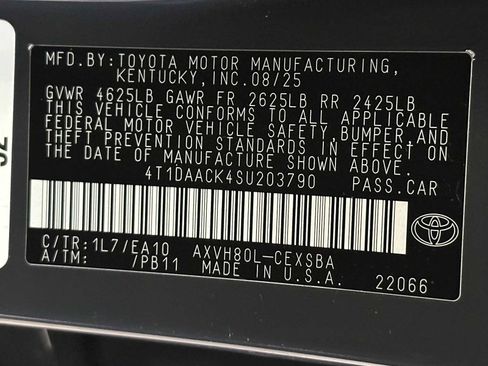 MFD.BY:TOYOTA MOTOR MANUFACTURING,
KENTUCKY, INC.08/25
GVWR 4625LB GAWR FR 2625LB RR 2425LB
THIS VEHICLE CONFORMS TO ALL APPLICABLE
FEDERAL MOTOR VEHICLE SAFETY,BUMPER,AND
THEFT PREVENTION STANDARDS IN EFFECT ON
THE DATE OF MANUFACTURE SHOWN ABOVE.
4T1DAACK4SU203790 PASS.CAR
C/TR:1L7/EA10 AXVH80L-CEXSBA
A/TM: /PB11 MADE IN U.S.A.
22066